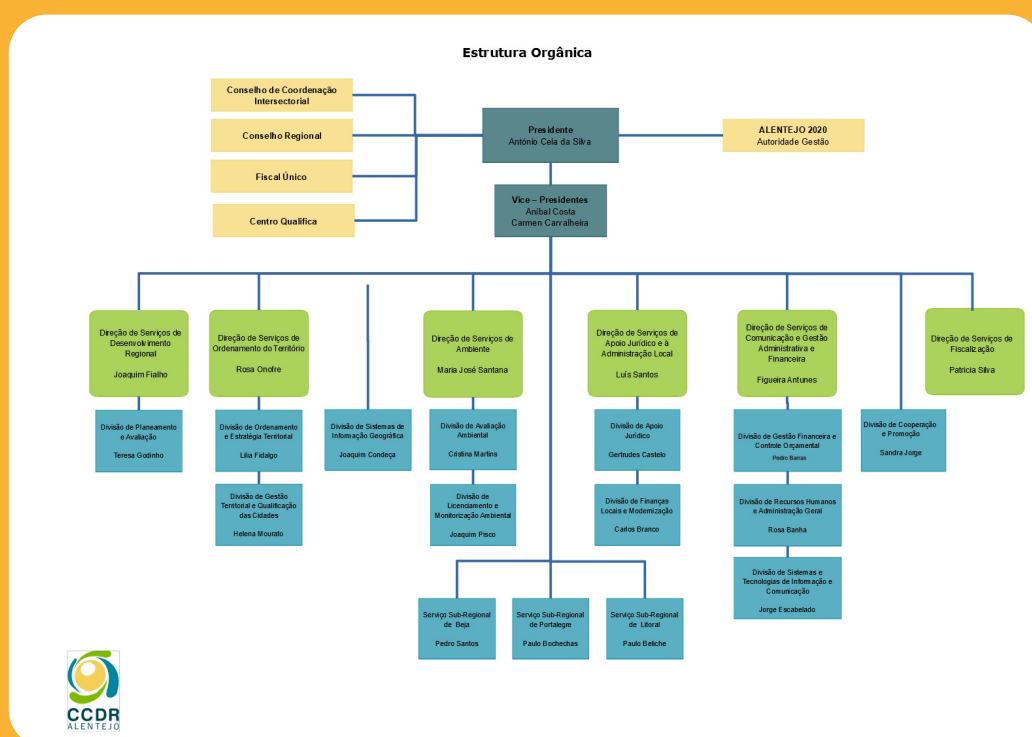 Estrutura Orgânica
Conselho de Coordenação
Intersectorial
Conselho Regional
Fiscal Único
Centro Qualifica
Presidente
António Ceia da Silva
ALENTEJO 2020
Autoridade Gestão
Vice – Presidentes
Aníbal Costa
Carmen Carvalheira
Direção de Serviços de
Desenvolvimento
Regional
Joaquim Fialho
Direção de Serviços de
Ordenamento do Território
Rosa Onofre
Direção de Serviços de
Ambiente
Maria José Santana
Direção de Serviços de
Apoio Jurídico e à
Administração Local
Luís Santos
Direção de Serviços de
Comunicação e Gestão
Administrativa e
Financeira
Figueira Antunes
Direção de Serviços de
Fiscalização
Patricia Silva
Divisão de Planeamento
e Avaliação
Teresa Godinho
Divisão de Ordenamento
e Estratégia Territorial
Lília Fidalgo
Divisão de Sistemas de
Informação Geográfica
Joaquim Condeça
Divisão de Avaliação
Ambiental
Cristina Martins
Divisão de Apoio
Jurídico
Gertrudes Castelo
Divisão de Gestão Financeira e
Controle Orçamental
Pedro Barras
Divisão de Cooperação
e Promoção
Sandra Jorge
Divisão de Gestão
Territorial e Qualificação
das Cidades
Helena Mourato
Divisão de
Licenciamento e
Monitorização Ambiental
Joaquim Pisco
Divisão de Finanças
Locais e Modernização
Carlos Branco
Divisão de Recursos Humanos
e Administração Geral
Rosa Banha
Divisão de Sistemas e
Tecnologias de Informação e
Comunicação
Jorge Escabelado
Serviço Sub-Regional
de Beja
Pedro Santos
Serviço Sub-Regional
de Portalegre
Paulo Bochechas
Serviço Sub-Regional
de Litoral
Paulo Beliche
CCDR
ALENTEJO